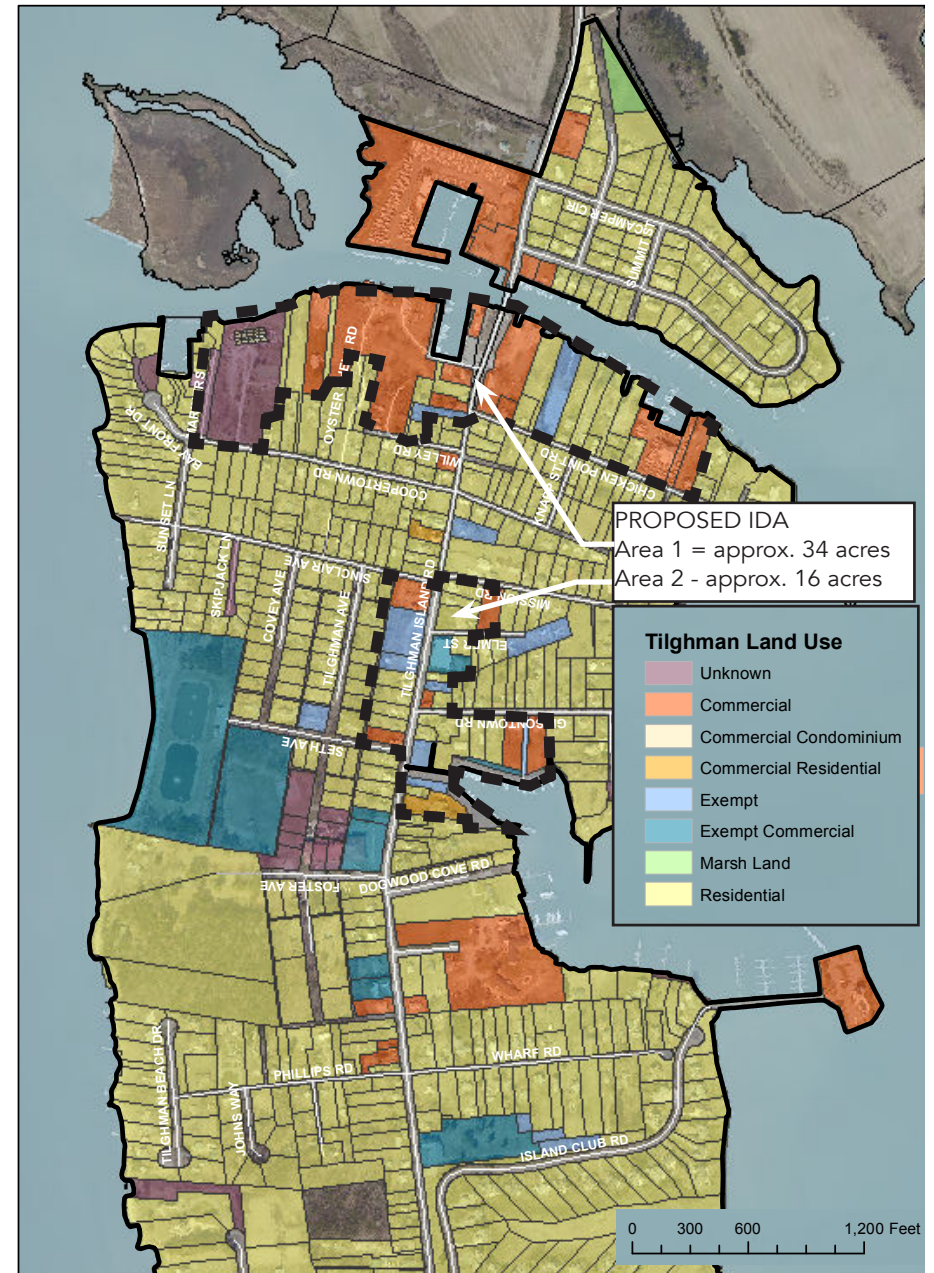 SCAMPER CIR
SUMMIT ST
OYSTER
RD
BAY FRONT DR
WILLEY RD
COOPERTOWN RD
CHICKEN POINT RD
SUNSET LN
SKIPJACK LN
COVEY AVE
SINCLAIR AVE
TILGHMAN AVE
TILGHMAN ISLAND RD
MISSION RD
ELMER ST
SETH AVE
FOSTER AVE
DOGWOOD COVE RD
PROPOSED IDA
Area 1 = approx. 34 acres
Area 2 - approx. 16 acres
Tilghman Land Use
Unknown
Commercial
Commercial Condominium
Commercial Residential
Exempt
Exempt Commercial
Marsh Land
Residential
TILGHMAN BEACH DR
JOHNS WAY
PHILLIPS RD
WHARF RD
ISLAND CLUB RD
0 300 600 1,200 Feet